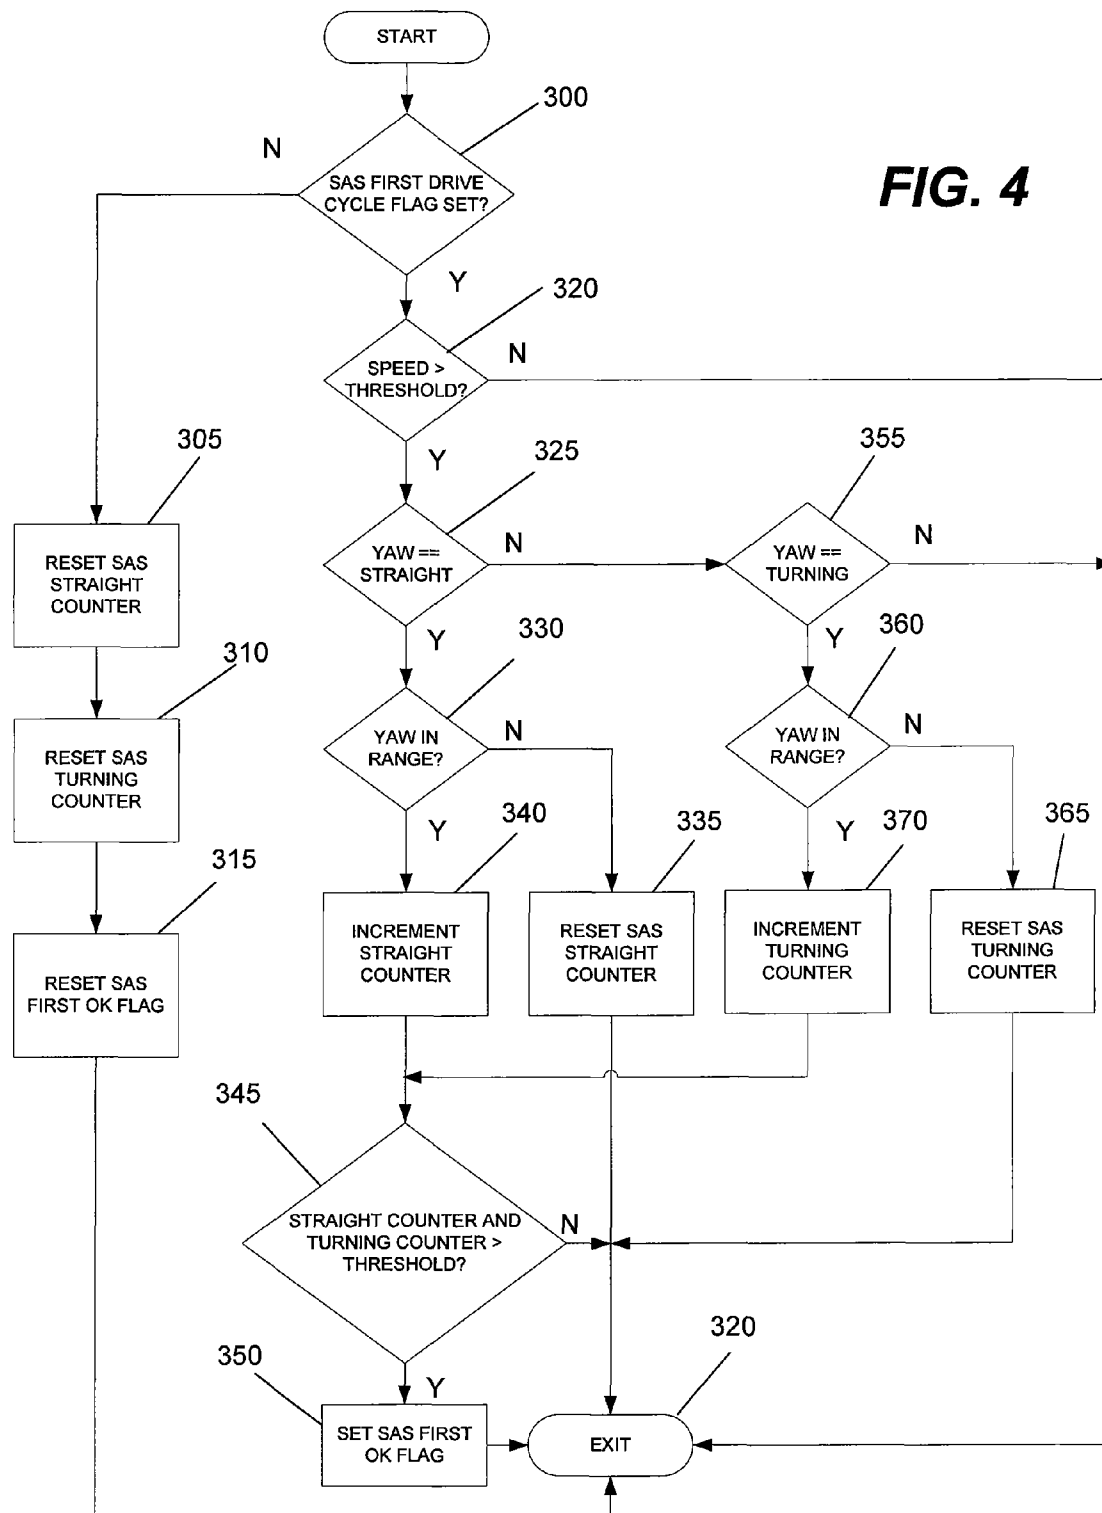 START
300
N
SAS FIRST DRIVE
CYCLE FLAG SET?
FIG. 4
Y
320
SPEED >
THRESHOLD?
N
Y
305
325
355
RESET SAS
STRAIGHT
COUNTER
YAW ==
STRAIGHT
N
YAW ==
TURNING
N
Y
Y
310
330
360
RESET SAS
TURNING
COUNTER
YAW IN
RANGE?
N
YAW IN
RANGE?
N
Y
Y
315
340
335
370
365
RESET SAS
FIRST OK FLAG
INCREMENT
STRAIGHT
COUNTER
RESET SAS
STRAIGHT
COUNTER
INCREMENT
TURNING
COUNTER
RESET SAS
TURNING
COUNTER
345
STRAIGHT COUNTER AND
TURNING COUNTER >
THRESHOLD?
N
Y
350
320
SET SAS FIRST
OK FLAG
EXIT